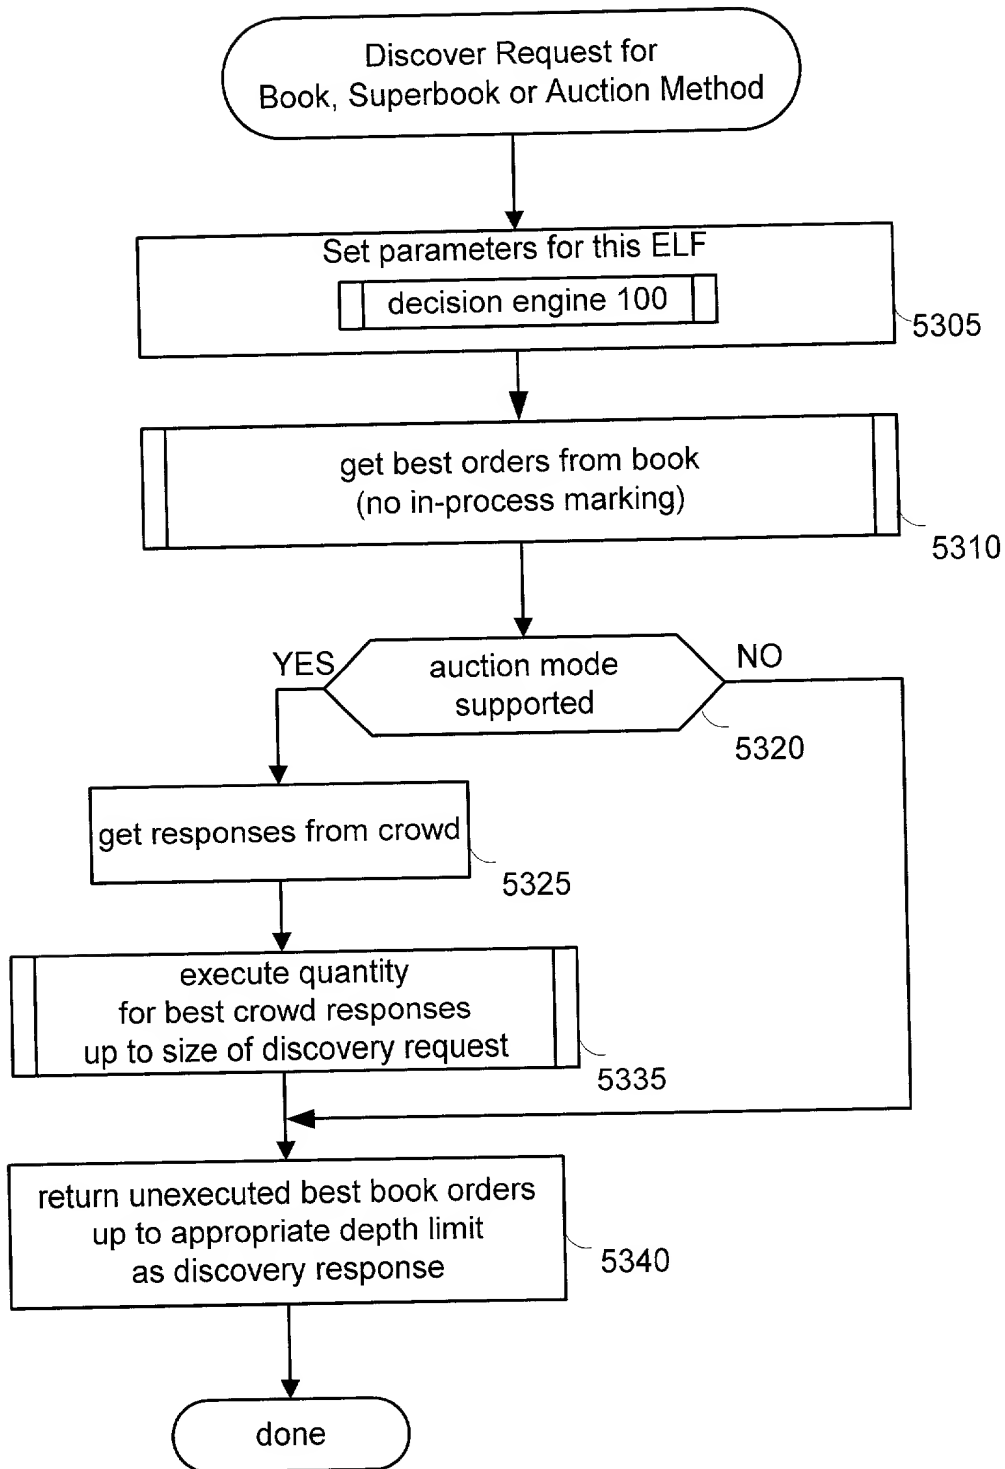 Discover Request for
Book, Superbook or Auction Method
Set parameters for this ELF
decision engine 100
5305
get best orders from book
(no in-process marking)
5310
YES
auction mode
supported
NO
5320
get responses from crowd
5325
execute quantity
for best crowd responses
up to size of discovery request
5335
return unexecuted best book orders
up to appropriate depth limit
as discovery response
5340
done